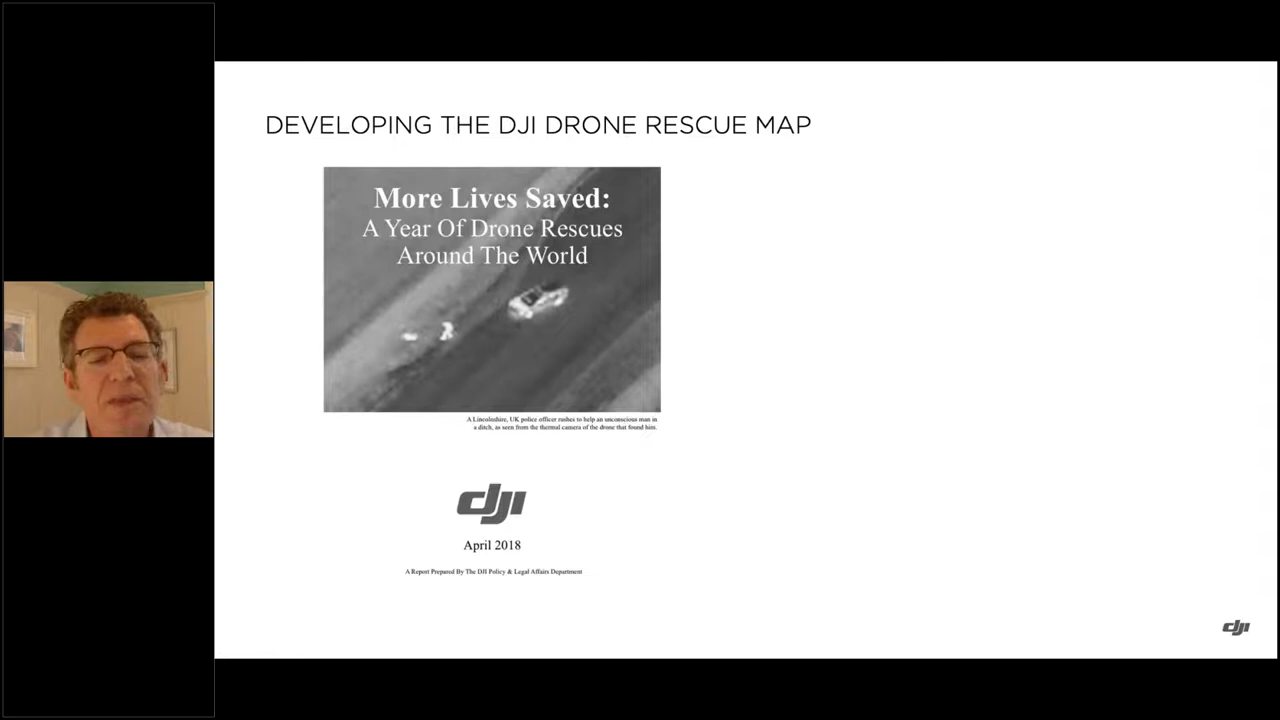 DEVELOPING THE DJI DRONE RESCUE MAP
More Lives Saved:
A Year Of Drone Rescues
Around The World
A Lincolnshire, UK police officer rushes to help an unconscious man in
a ditch, as seen from the thermal camera of the drone that found him.
dji
April 2018
A Report Prepared By The DJI Policy & Legal Affairs Department
dji